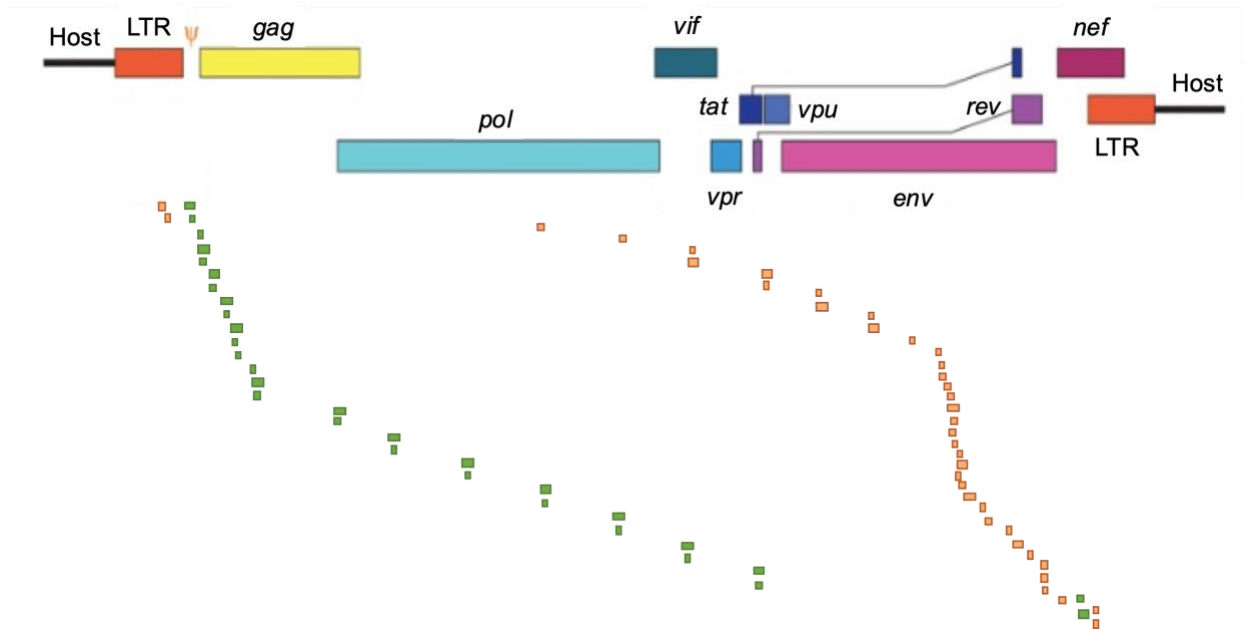 Host
LTR
ψ
gag
vif
nef
Host
tat
vpu
rev
pol
LTR
vpr
env